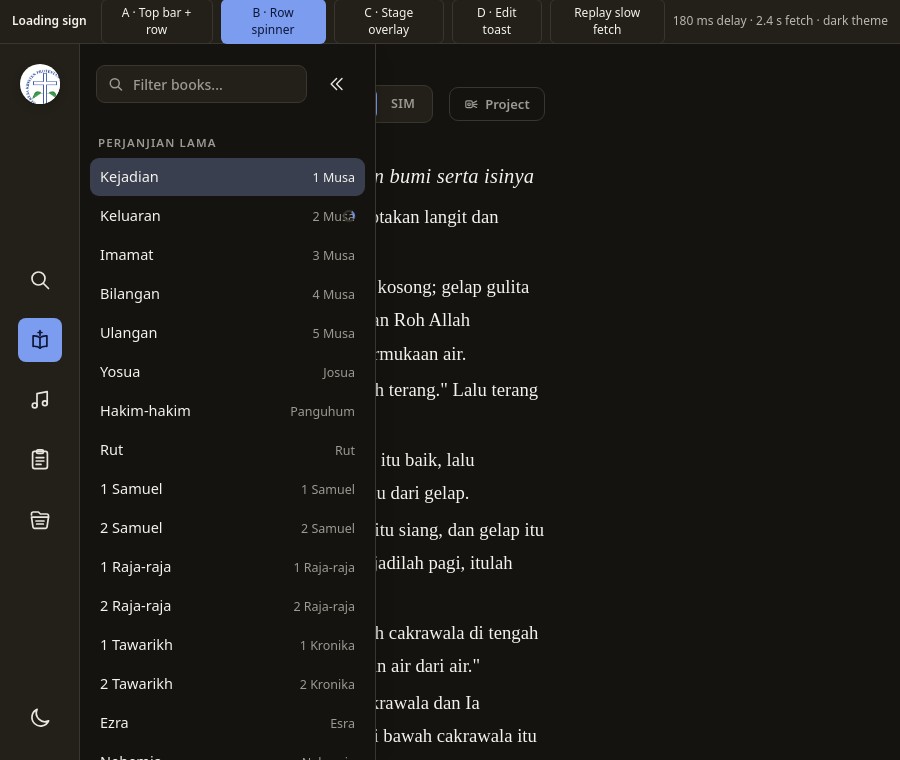 Loading sign
A · Top bar + row
B · Row spinner
C · Stage overlay
D · Edit toast
Replay slow fetch
180 ms delay · 2.4 s fetch · dark theme
Filter books...
SIM
Project
PERJANJIAN LAMA
Kejadian 1 Musa
Keluaran 2 Musa
Imamat 3 Musa
Bilangan 4 Musa
Ulangan 5 Musa
Yosua Josua
Hakim-hakim Panguhum
Rut Rut
1 Samuel 1 Samuel
2 Samuel 2 Samuel
1 Raja-raja 1 Raja-raja
2 Raja-raja 2 Raja-raja
1 Tawarikh 1 Kronika
2 Tawarikh 2 Kronika
Ezra Esra
bumi serta isinya
langit dan
kosong; gelap gulita
Roh Allah
air.
terang." Lalu terang
itu baik, lalu
dari gelap.
itu siang, dan gelap itu
pagi, itulah
cakrawala di tengah
air dari air."
dan Ia
bawah cakrawala itu